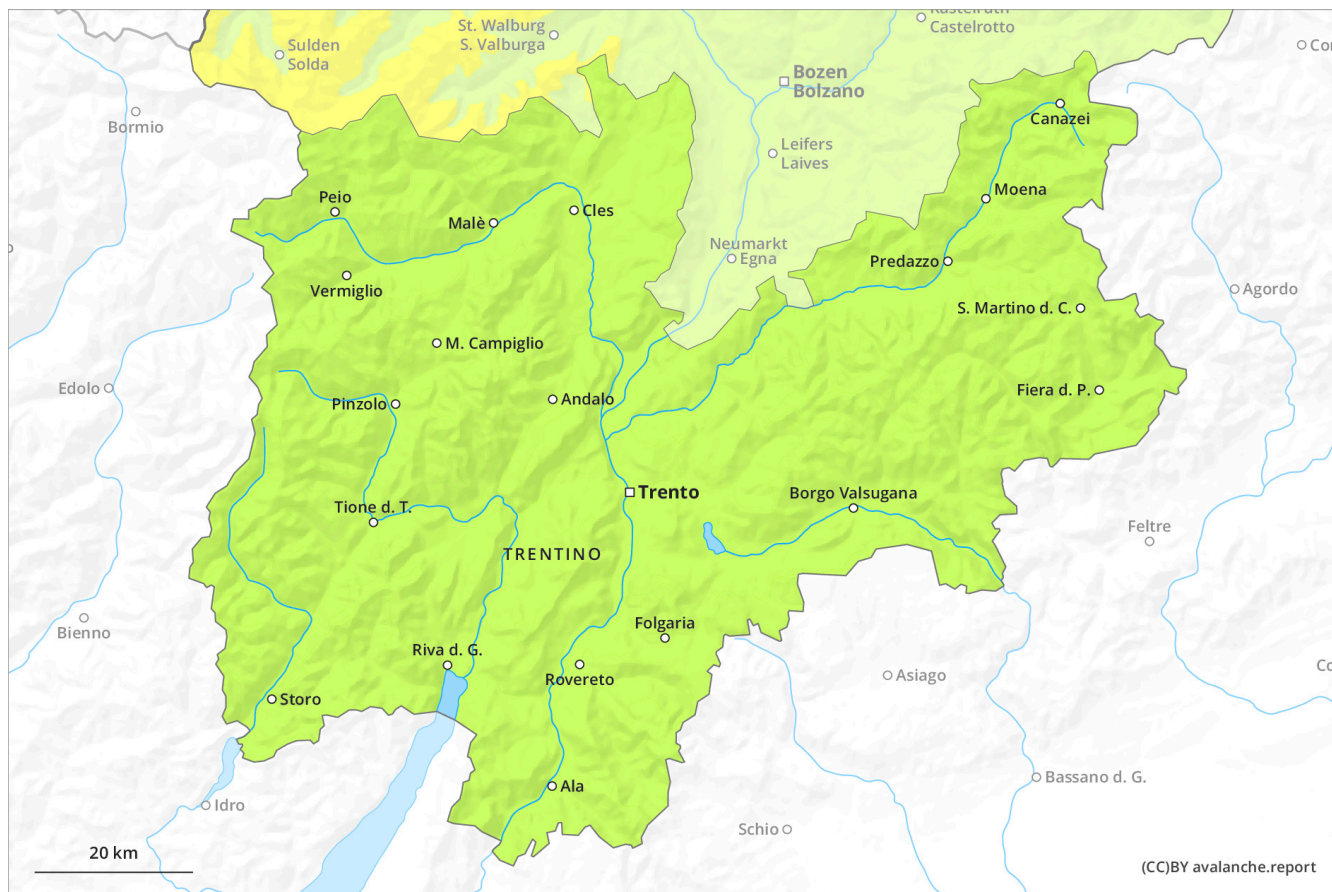 Kastelruth
Castelrotto
St. Walburg
S. Valburga
Sulden
Solda
Bozen
Bolzano
Bormio
Canazei
Leifers
Laives
Moena
Peio
Malè
Cles
Neumarkt
Egna
Predazzo
Vermiglio
Agordo
S. Martino d. C.
M. Campiglio
Edolo
Fiera d. P.
Andalo
Pinzolo
Trento
Borgo Valsugana
Tione d. T.
Feltre
TRENTINO
Bienno
Folgaria
Riva d. G.
Asiago
Rovereto
Storo
Bassano d. G.
Ala
Idro
Schio
20 km
(CC)BY avalanche.report